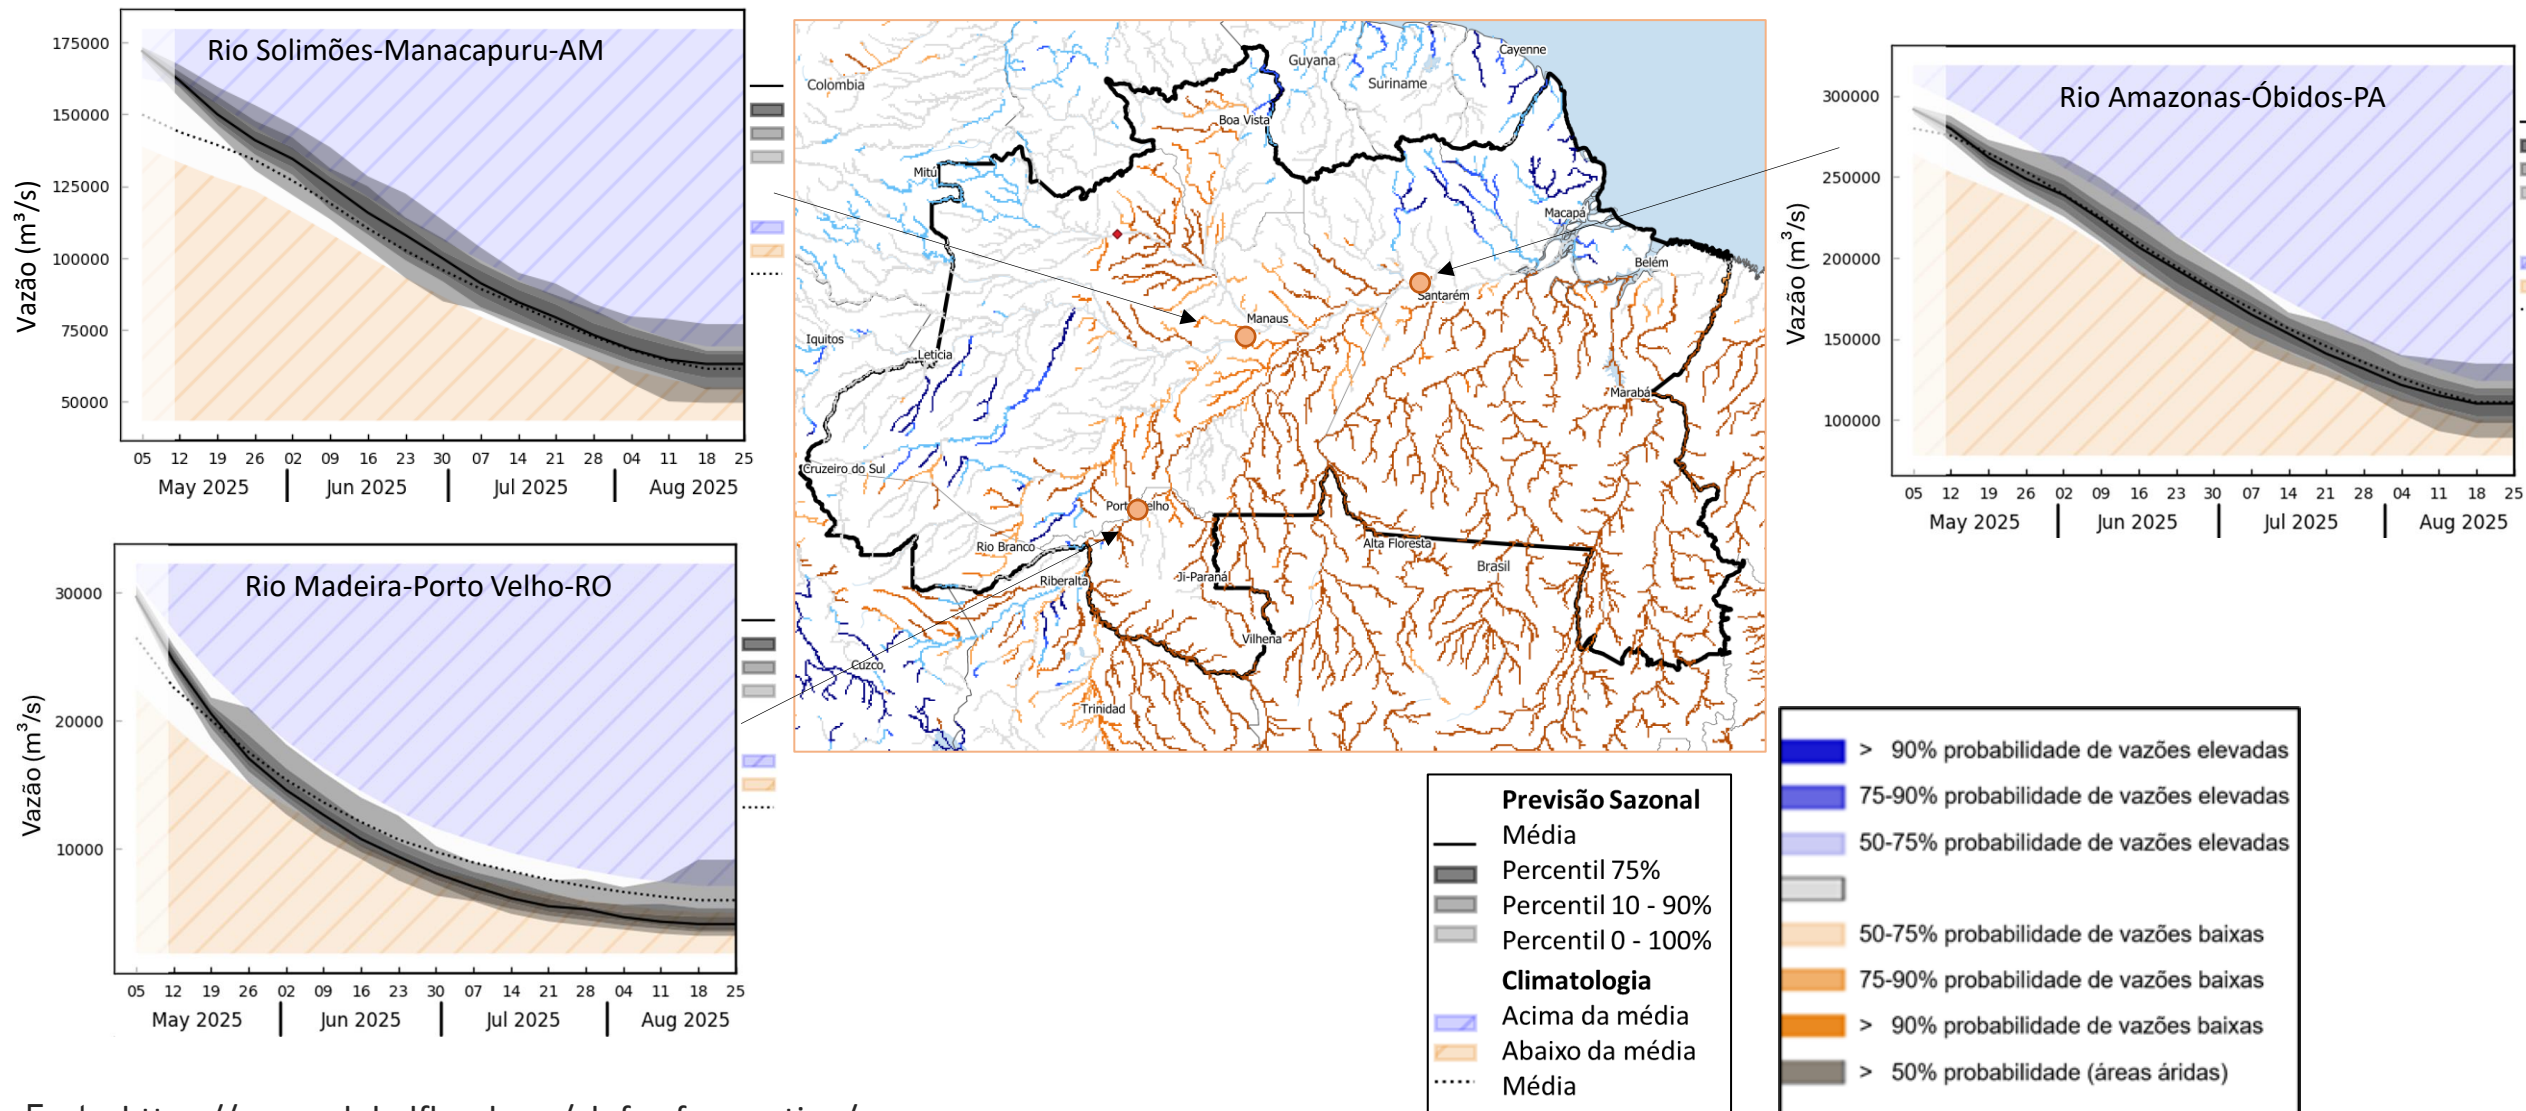 Rio Solimões-Manacapuru-AM
Vazão (m³/s)
175000
150000
125000
100000
75000
50000
05 12 19 26 02 09 16 23 30 07 14 21 28 04 11 18 25
May 2025 Jun 2025 Jul 2025 Aug 2025
Rio Madeira-Porto Velho-RO
Vazão (m³/s)
30000
20000
10000
05 12 19 26 02 09 16 23 30 07 14 21 28 04 11 18 25
May 2025 Jun 2025 Jul 2025 Aug 2025
Colombia
Guyana
Suriname
Cayenne
Boa Vista
Mitú
Macapá
Belém
Santarém
Manaus
Iquitos
Leticia
Marabá
Cruzeiro do Sul
Rio Branco
Riberalta
Ji-Paraná
Alta Floresta
Brasil
Vilhena
Cuzco
Trinidad
Rio Amazonas-Óbidos-PA
Vazão (m³/s)
300000
250000
200000
150000
100000
05 12 19 26 02 09 16 23 30 07 14 21 28 04 11 18 25
May 2025 Jun 2025 Jul 2025 Aug 2025
Previsão Sazonal
Média
Percentil 75%
Percentil 10 - 90%
Percentil 0 - 100%
Climatologia
Acima da média
Abaixo da média
Média
> 90% probabilidade de vazões elevadas
75-90% probabilidade de vazões elevadas
50-75% probabilidade de vazões elevadas
50-75% probabilidade de vazões baixas
75-90% probabilidade de vazões baixas
> 90% probabilidade de vazões baixas
> 50% probabilidade (áreas áridas)